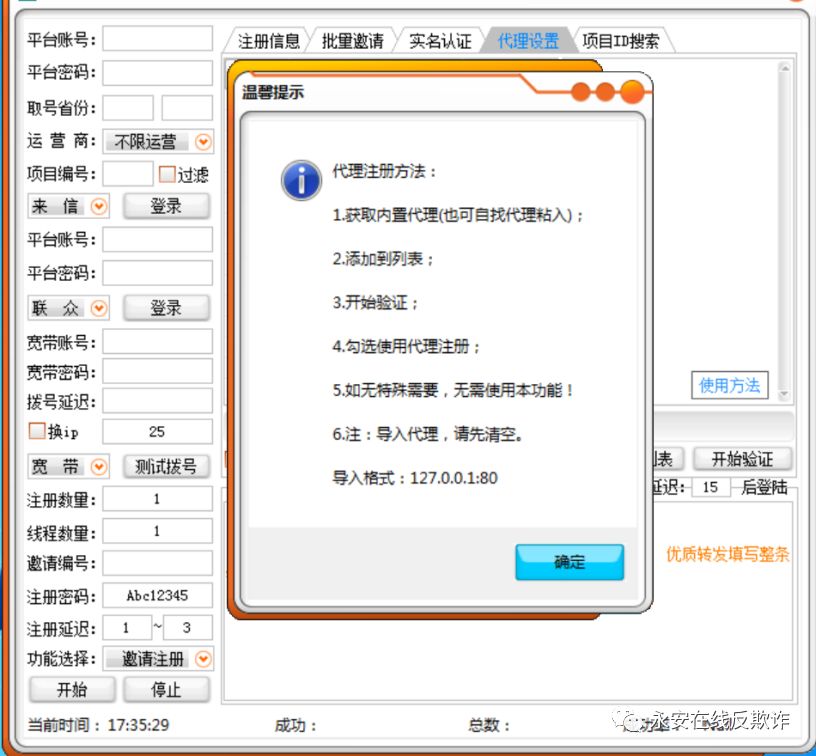 注册信息 批量邀请 实名认证 代理设置 项目ID搜索
平台账号:
平台密码:
取号省份:
运 营 商: 不限运营
项目编号: 过滤
来 信 登录
平台账号:
平台密码:
联 众 登录
宽带账号:
宽带密码:
拨号延迟:
换ip 25
宽 带 测试拨号
注册数量: 1
线程数量: 1
邀请编号:
注册密码: Abc12345
注册延迟: 1 ~ 3
功能选择: 邀请注册
开始 停止
温馨提示
代理注册方法：
1.获取内置代理(也可自找代理粘入)；
2.添加到列表；
3.开始验证；
4.勾选使用代理注册；
5.如无特殊需要，无需使用本功能！
6.注：导入代理，请先清空。
导入格式：127.0.0.1:80
确定
使用方法
表 开始验证
延迟: 15 后登陆
优质转发填写整条
当前时间：17:35:29 成功： 总数：
永安在线反欺诈